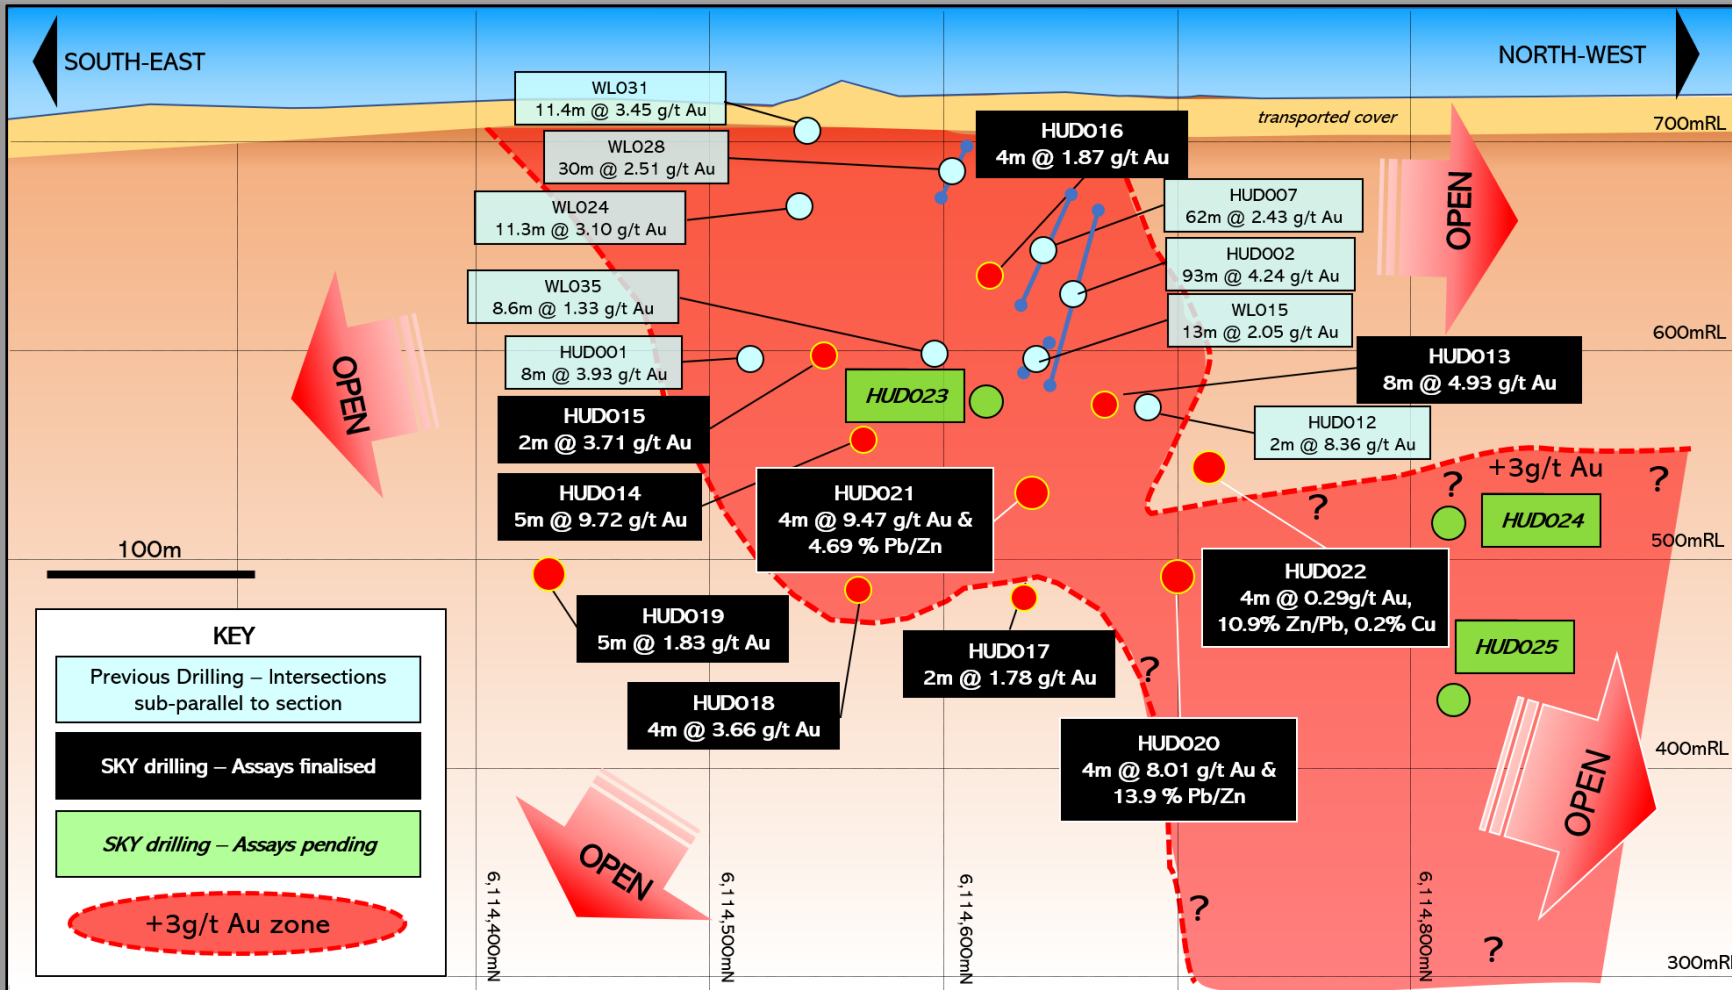 SOUTH-EAST
NORTH-WEST
WL031
11.4m @ 3.45 g/t Au
transported cover
700mRL
HUD016
4m @ 1.87 g/t Au
WL028
30m @ 2.51 g/t Au
OPEN
HUD007
62m @ 2.43 g/t Au
WL024
11.3m @ 3.10 g/t Au
HUD002
93m @ 4.24 g/t Au
WL035
8.6m @ 1.33 g/t Au
WL015
13m @ 2.05 g/t Au
600mRL
HUD001
8m @ 3.93 g/t Au
HUD013
8m @ 4.93 g/t Au
OPEN
HUD023
HUD015
2m @ 3.71 g/t Au
HUD012
2m @ 8.36 g/t Au
+3g/t Au
?
?
?
HUD014
5m @ 9.72 g/t Au
HUD021
4m @ 9.47 g/t Au &
4.69 % Pb/Zn
HUD024
500mRL
100m
HUD022
4m @ 0.29g/t Au,
10.9% Zn/Pb, 0.2% Cu
HUD019
5m @ 1.83 g/t Au
HUD017
2m @ 1.78 g/t Au
?
HUD025
HUD018
4m @ 3.66 g/t Au
HUD020
4m @ 8.01 g/t Au &
13.9 % Pb/Zn
400mRL
OPEN
OPEN
KEY
Previous Drilling – Intersections
sub-parallel to section
SKY drilling – Assays finalised
SKY drilling – Assays pending
+3g/t Au zone
6,114,400mN
6,114,500mN
6,114,600mN
6,114,800mN
?
?
300mRL